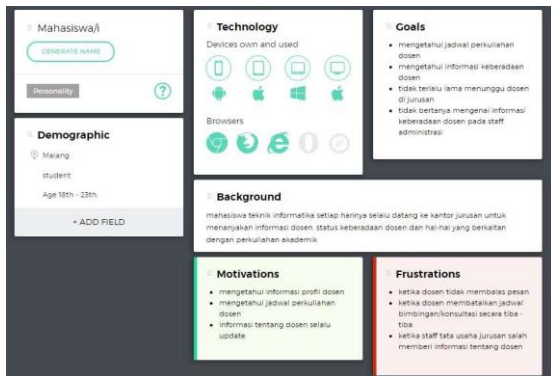 Mahasiswa/i
GENERATE NAME
Personality
?
Demographic
Malang
student
Age 18th - 25th.
+ ADD FIELD
Technology
Devices own and used
Browsers
Goals
mengetahui jadwal perkuliahan
dosen
mengetahui informasi keberadaan
dosen
tidak terlalu lama menunggu dosen
di jurusan
tidak bertanya mengenai informasi
keberadaan dosen pada staff
administrasi
Background
mahasiswa teknik informatika setiap harinya selalu datang ke kantor jurusan untuk
menanyakan informasi dosen. status keberadaan dosen dan hal-hal yang berkaitan
dengan perkuliahan akademik
Motivations
mengetahui informasi profil dosen
mengetahui jadwal perkuliahan
dosen
informasi tentang dosen selalu
update
Frustrations
ketika dosen tidak membalas pesan
ketika dosen membatalkan jadwal
bimbingan/konsultasi secara tiba -
tiba
ketika staff tata usaha jurusan salah
memberi informasi tentang dosen